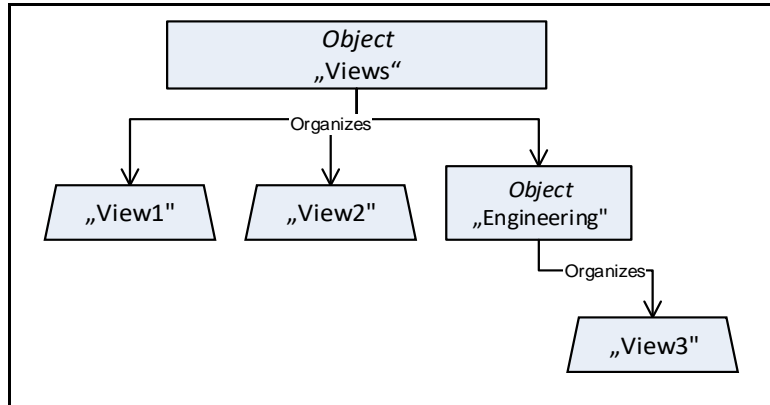 Object
„Views“
Organizes
„View1"
„View2"
Object
„Engineering"
Organizes
„View3"